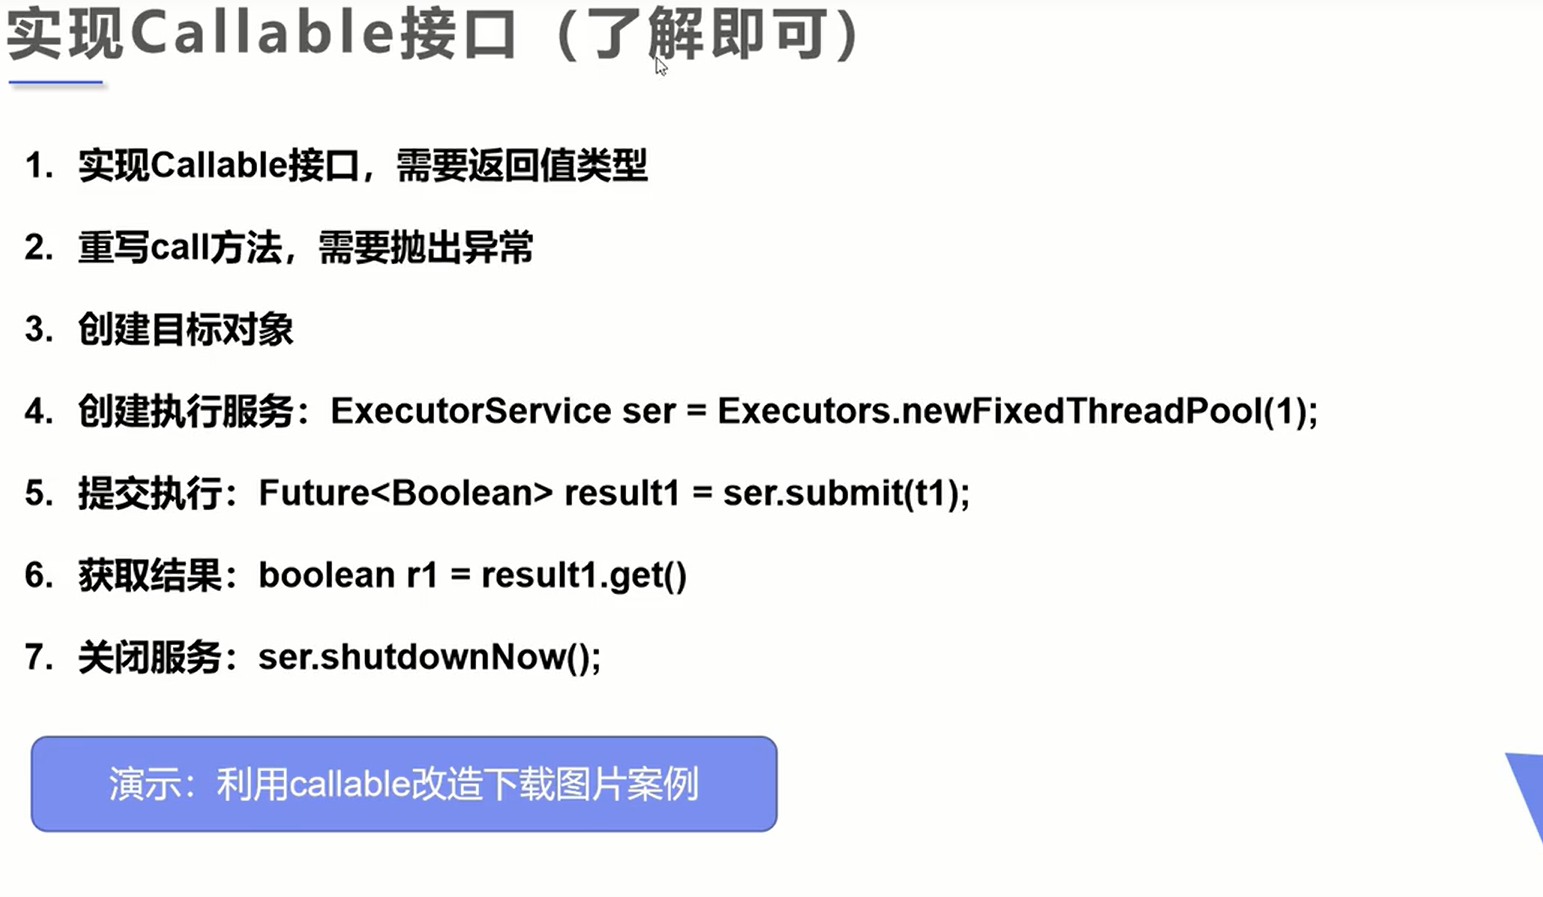 实现Callable接口（了解即可）
1. 实现Callable接口，需要返回值类型
2. 重写call方法，需要抛出异常
3. 创建目标对象
4. 创建执行服务：ExecutorService ser = Executors.newFixedThreadPool(1);
5. 提交执行：Future<Boolean> result1 = ser.submit(t1);
6. 获取结果：boolean r1 = result1.get()
7. 关闭服务：ser.shutdownNow();
演示：利用callable改造下载图片案例